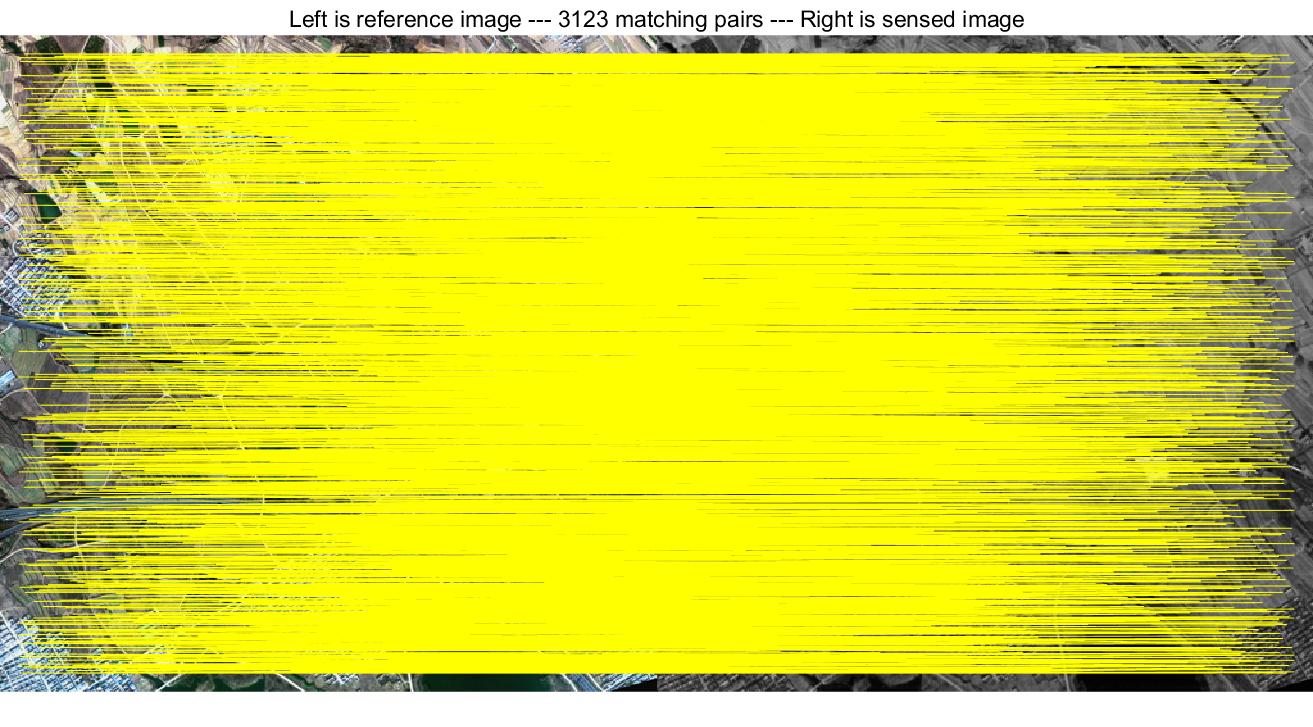 Left is reference image --- 3123 matching pairs --- Right is sensed image